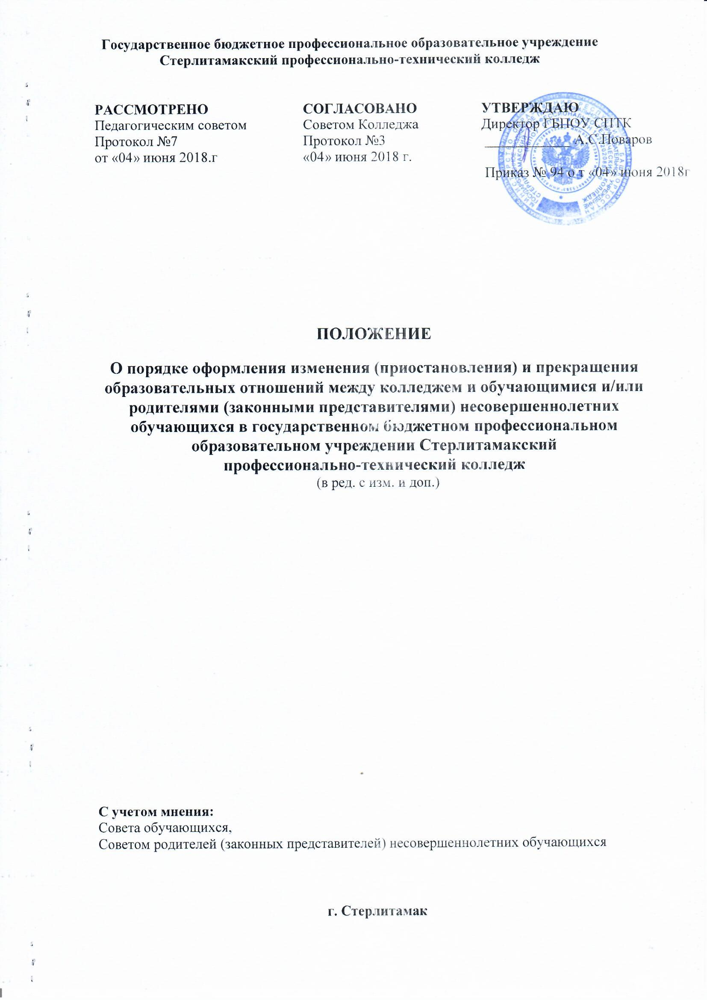 Государственное бюджетное профессиональное образовательное учреждение
Стерлитамакский профессионально-технический колледж
РАССМОТРЕНО
Педагогическим советом
Протокол №7
от «04» июня 2018.г
СОГЛАСОВАНО
Советом Колледжа
Протокол №3
«04» июня 2018 г.
УТВЕРЖДАЮ
Директор ГБПОУ СПТК
____________ А.С.Поваров
Приказ № 94 о т «04» июня 2018г
ПОЛОЖЕНИЕ
О порядке оформления изменения (приостановления) и прекращения
образовательных отношений между колледжем и обучающимися и/или
родителями (законными представителями) несовершеннолетних
обучающихся в государственном бюджетном профессиональном
образовательном учреждении Стерлитамакский
профессионально-технический колледж
(в ред. с изм. и доп.)
С учетом мнения:
Совета обучающихся,
Советом родителей (законных представителей) несовершеннолетних обучающихся
г. Стерлитамак